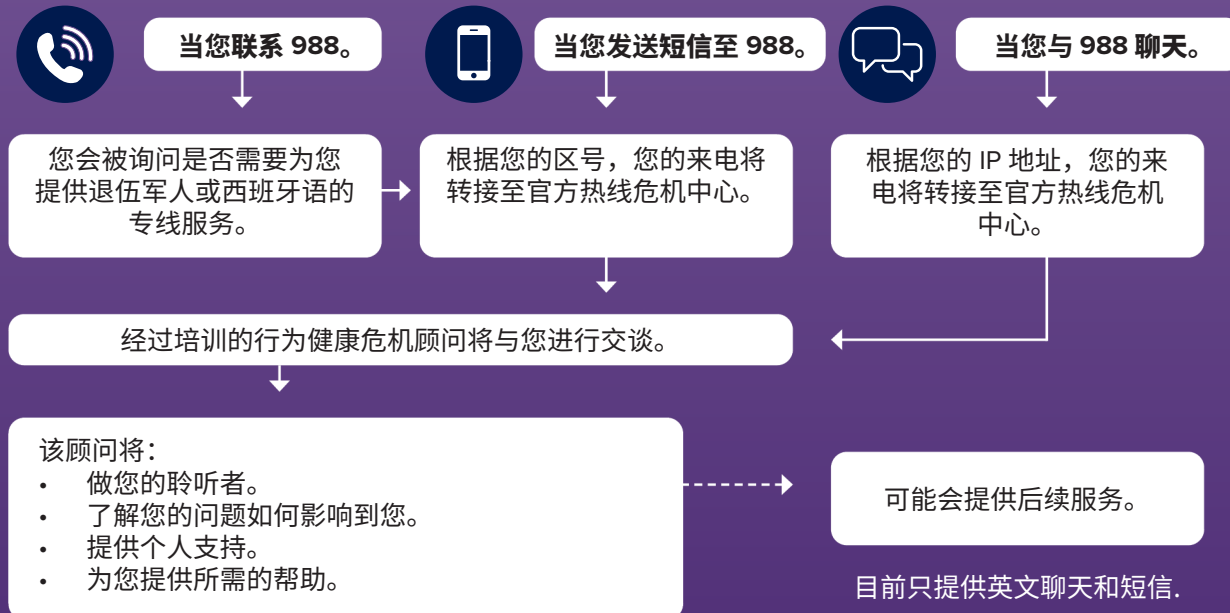 当您联系 988。
当您发送短信至 988。
当您与 988 聊天。
您会被询问是否需要为您
提供退伍军人或西班牙语的
专线服务。
根据您的区号，您的来电将
转接至官方热线危机中心。
根据您的 IP 地址，您的来
电将转接至官方热线危机
中心。
经过培训的行为健康危机顾问将与您进行交谈。
该顾问将：
• 做您的聆听者。
• 了解您的问题如何影响到您。
• 提供个人支持。
• 为您提供所需的帮助。
可能会提供后续服务。
目前只提供英文聊天和短信.